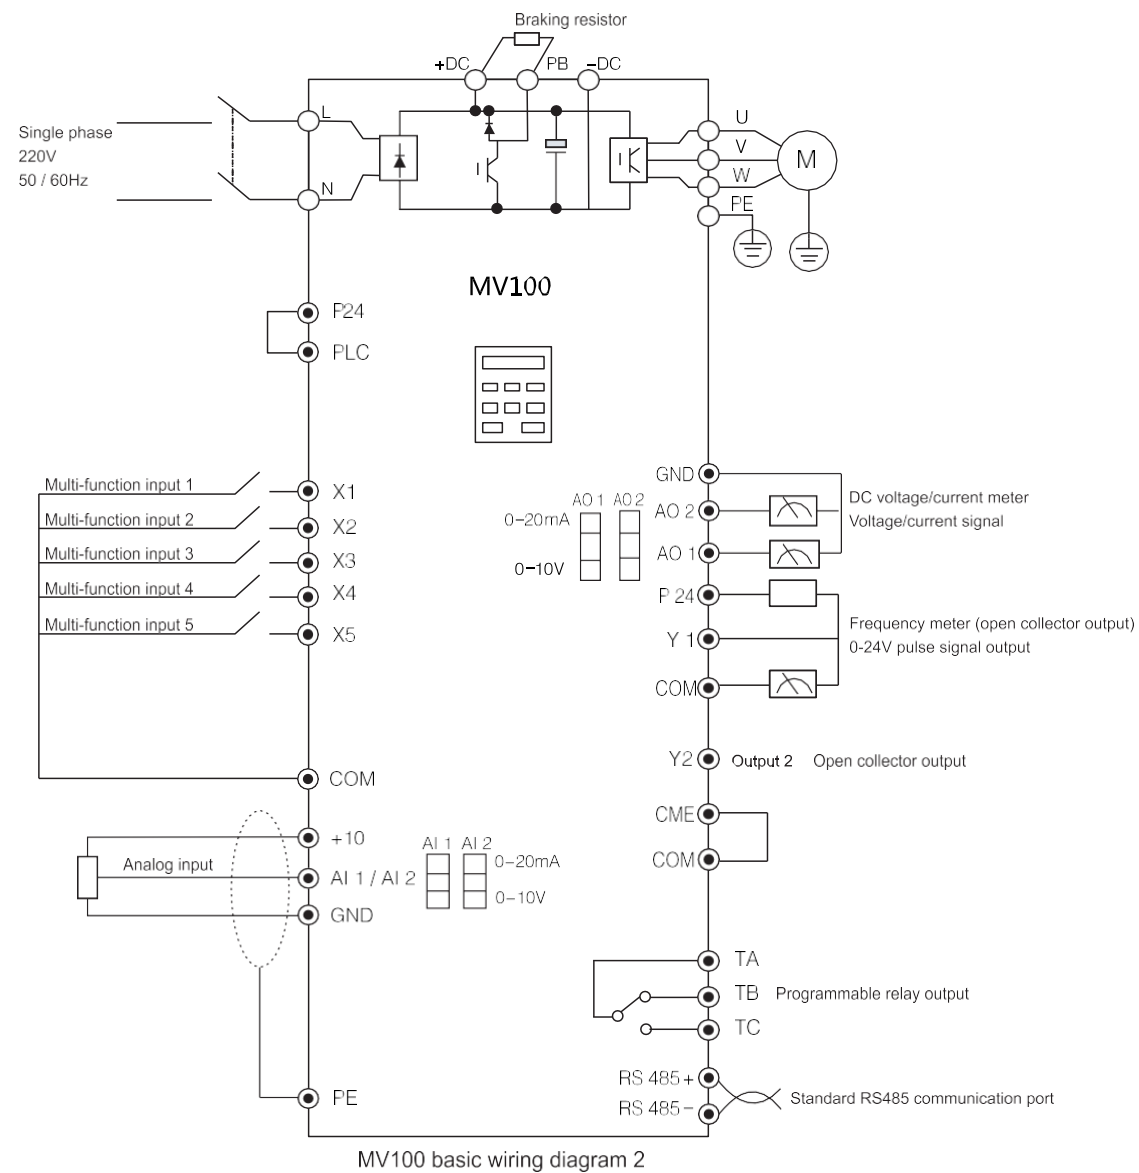 Braking resistor
+DC PB −DC
Single phase
220V
50 / 60Hz
L
N
U
V
W
PE
M
MV100
P24
PLC
Multi-function input 1 X1
Multi-function input 2 X2
Multi-function input 3 X3
Multi-function input 4 X4
Multi-function input 5 X5
COM
+10
Analog input
AI 1 / AI 2
GND
AI 1 AI 2
0−20mA
0−10V
PE
GND
AO 1 AO 2
0−20mA
0−10V
AO 2
AO 1
DC voltage/current meter
Voltage/current signal
P 24
Y 1
COM
Frequency meter (open collector output)
0-24V pulse signal output
Y2 Output 2 Open collector output
CME
COM
TA
TB Programmable relay output
TC
RS 485+
RS 485−
Standard RS485 communication port
MV100 basic wiring diagram 2